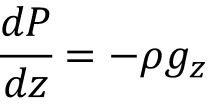 dP/dz = −ρg_z